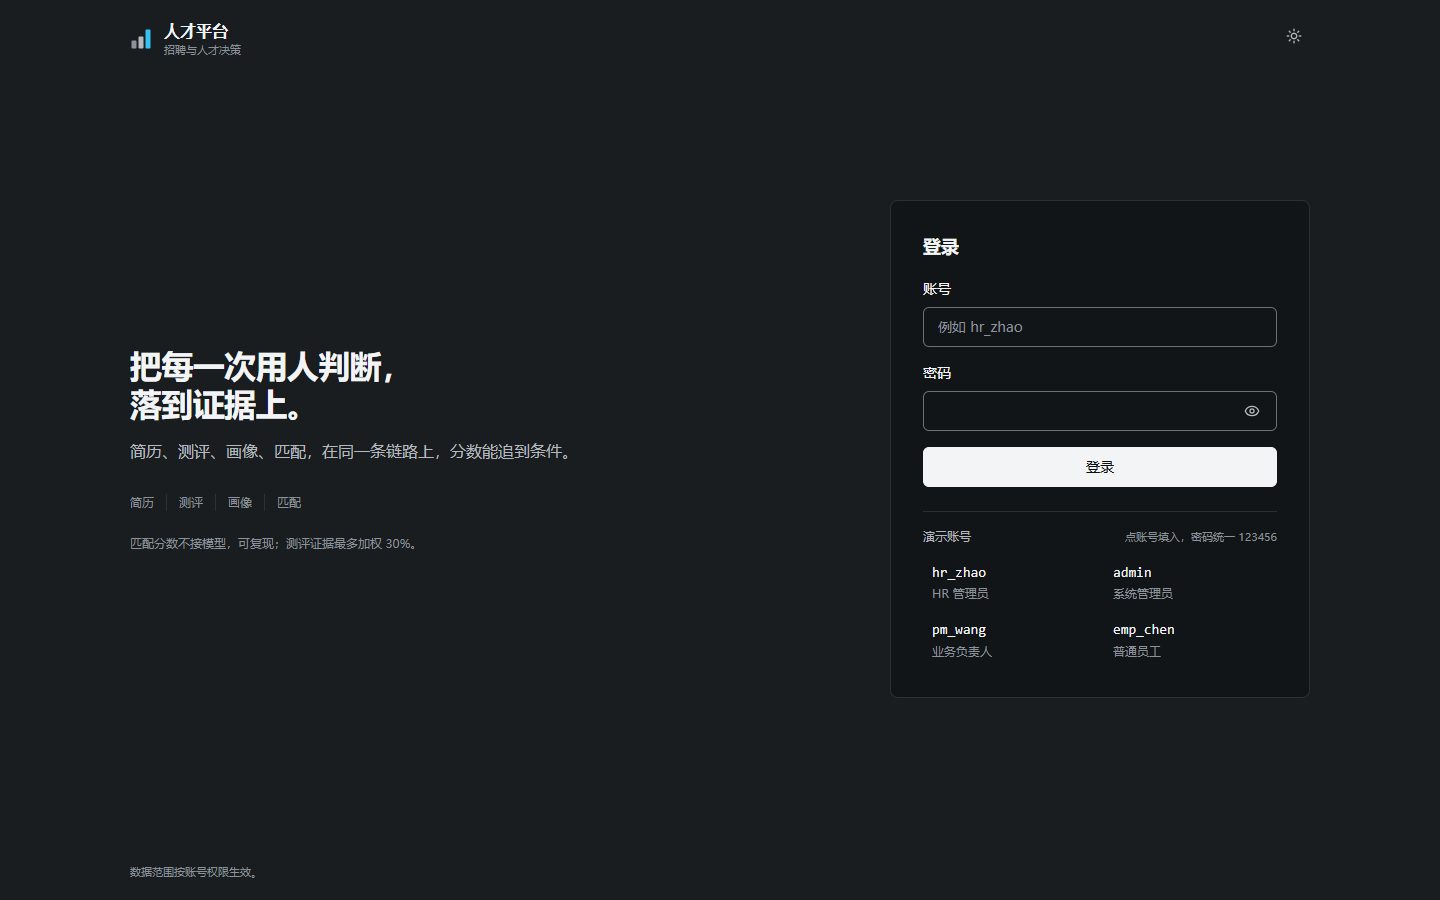 人才平台
招聘与人才决策
把每一次用人判断，
落到证据上。
简历、测评、画像、匹配，在同一条链路上，分数能追到条件。
简历 测评 画像 匹配
匹配分数不接模型，可复现；测评证据最多加权 30%。
数据范围按账号权限生效。
登录
账号
例如 hr_zhao
密码
登录
演示账号 点账号填入，密码统一 123456
hr_zhao admin
HR 管理员 系统管理员
pm_wang emp_chen
业务负责人 普通员工